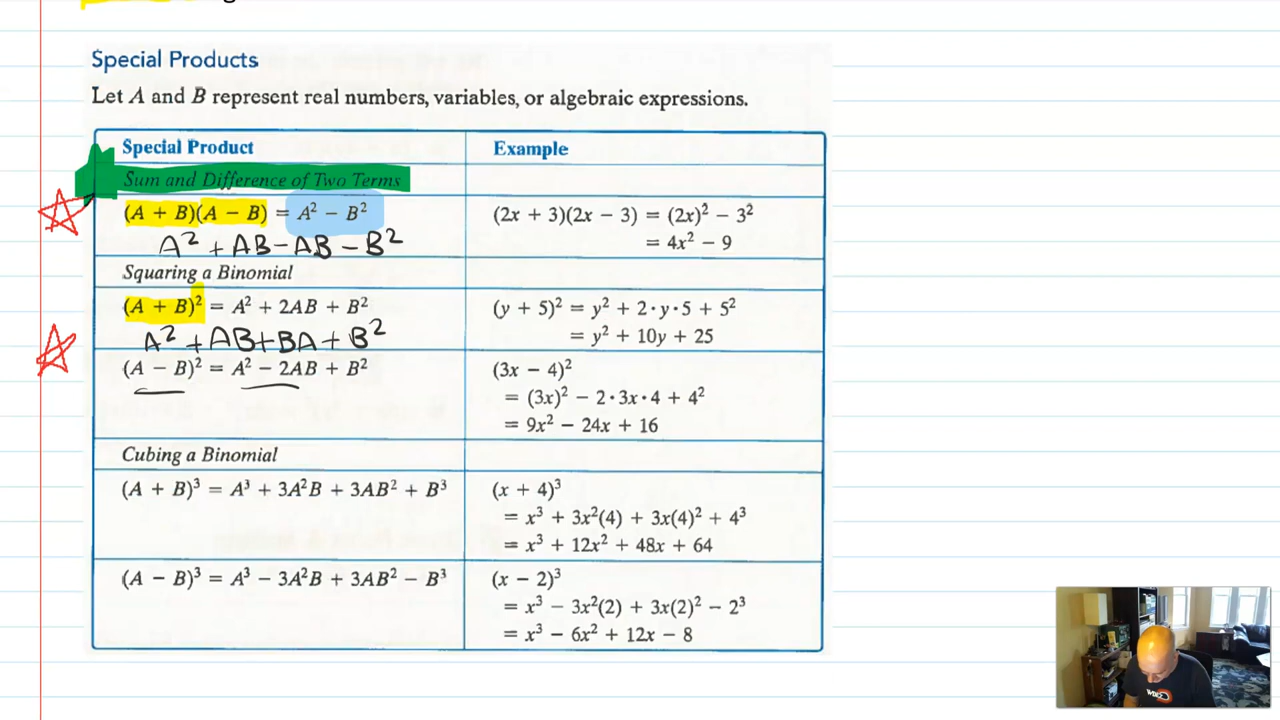 Special Products
Let A and B represent real numbers, variables, or algebraic expressions.
Special Product Example
Sum and Difference of Two Terms
(A + B)(A − B) = A² − B² (2x + 3)(2x − 3) = (2x)² − 3²
A² + AB − AB − B² = 4x² − 9
Squaring a Binomial
(A + B)² = A² + 2AB + B² (y + 5)² = y² + 2·y·5 + 5²
A² + AB + BA + B² = y² + 10y + 25
(A − B)² = A² − 2AB + B² (3x − 4)²
= (3x)² − 2·3x·4 + 4²
= 9x² − 24x + 16
Cubing a Binomial
(A + B)³ = A³ + 3A²B + 3AB² + B³ (x + 4)³
= x³ + 3x²(4) + 3x(4)² + 4³
= x³ + 12x² + 48x + 64
(A − B)³ = A³ − 3A²B + 3AB² − B³ (x − 2)³
= x³ − 3x²(2) + 3x(2)² − 2³
= x³ − 6x² + 12x − 8